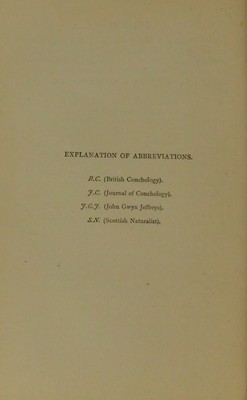 EXPLANATION OF ABBREVIATIONS.
B.C. (British Conchology).
J.C. (Journal of Conchology).
J.G.J. (John Gwyn Jeffreys).
S.N. (Scottish Naturalist).